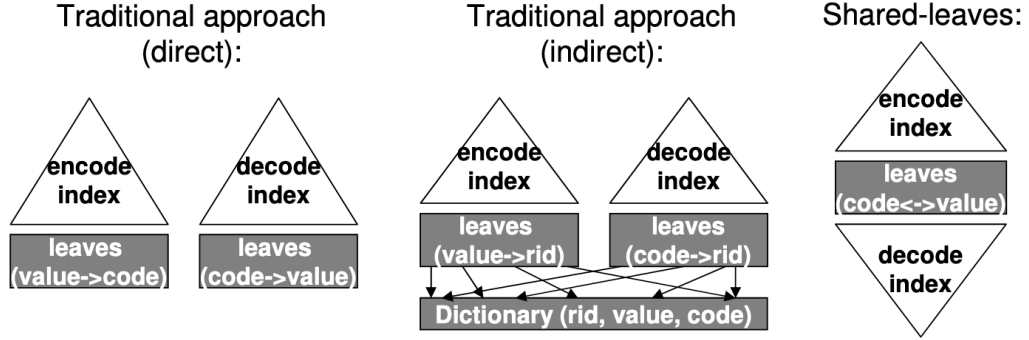 Traditional approach
(direct):
encode
index
decode
index
leaves
(value->code)
leaves
(code->value)
Traditional approach
(indirect):
encode
index
decode
index
leaves
(value->rid)
leaves
(code->rid)
Dictionary (rid, value, code)
Shared-leaves:
encode
index
leaves
(code<->value)
decode
index